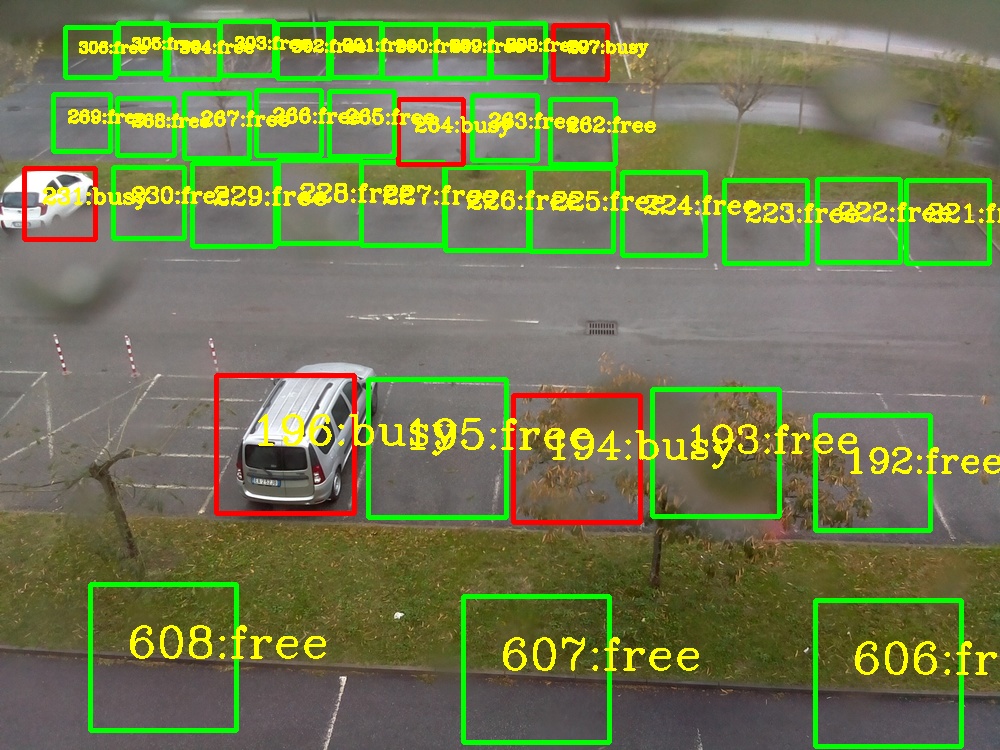 306:free 305:free 304:free 303:free 302:free 301:free 300:free 299:free 298:free 297:busy
269:free 268:free 267:free 266:free 265:free 264:busy 263:free 262:free
231:busy 230:free 229:free 228:free 227:free 226:free 225:free 224:free 223:free 222:free 221:f
196:busy 195:free 194:busy 193:free 192:free
608:free 607:free 606:fr